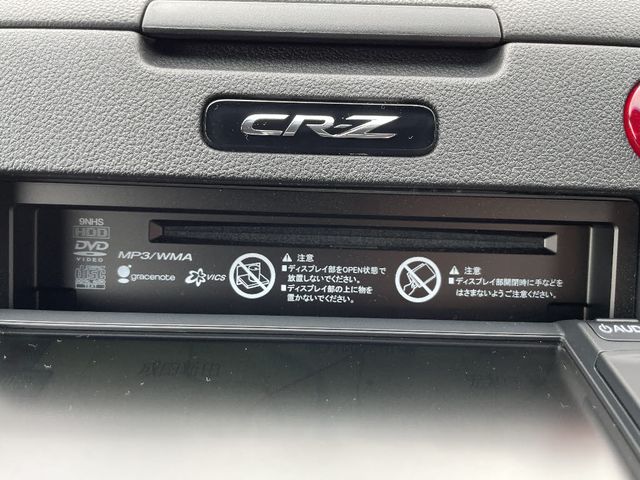 CR-Z
9NHS
HDD
DVD
VIDEO
MP3/WMA
gracenote
VICS
注意
■ディスプレイ部をOPEN状態で
放置しないでください。
■ディスプレイ部の上に物を
置かないでください。
注意
■ディスプレイ部開閉時に手などを
はさまないようご注意ください。
AUD